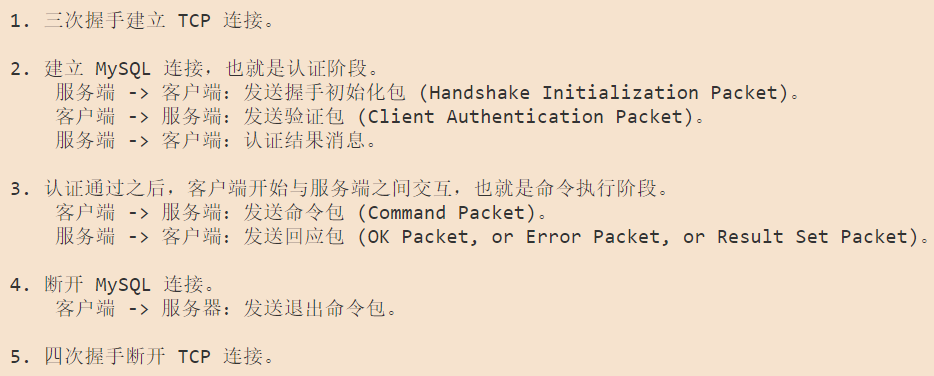 1. 三次握手建立 TCP 连接。
2. 建立 MySQL 连接，也就是认证阶段。
服务端 -> 客户端：发送握手初始化包 (Handshake Initialization Packet)。
客户端 -> 服务端：发送验证包 (Client Authentication Packet)。
服务端 -> 客户端：认证结果消息。
3. 认证通过之后，客户端开始与服务端之间交互，也就是命令执行阶段。
客户端 -> 服务端：发送命令包 (Command Packet)。
服务端 -> 客户端：发送回应包 (OK Packet, or Error Packet, or Result Set Packet)。
4. 断开 MySQL 连接。
客户端 -> 服务器：发送退出命令包。
5. 四次握手断开 TCP 连接。